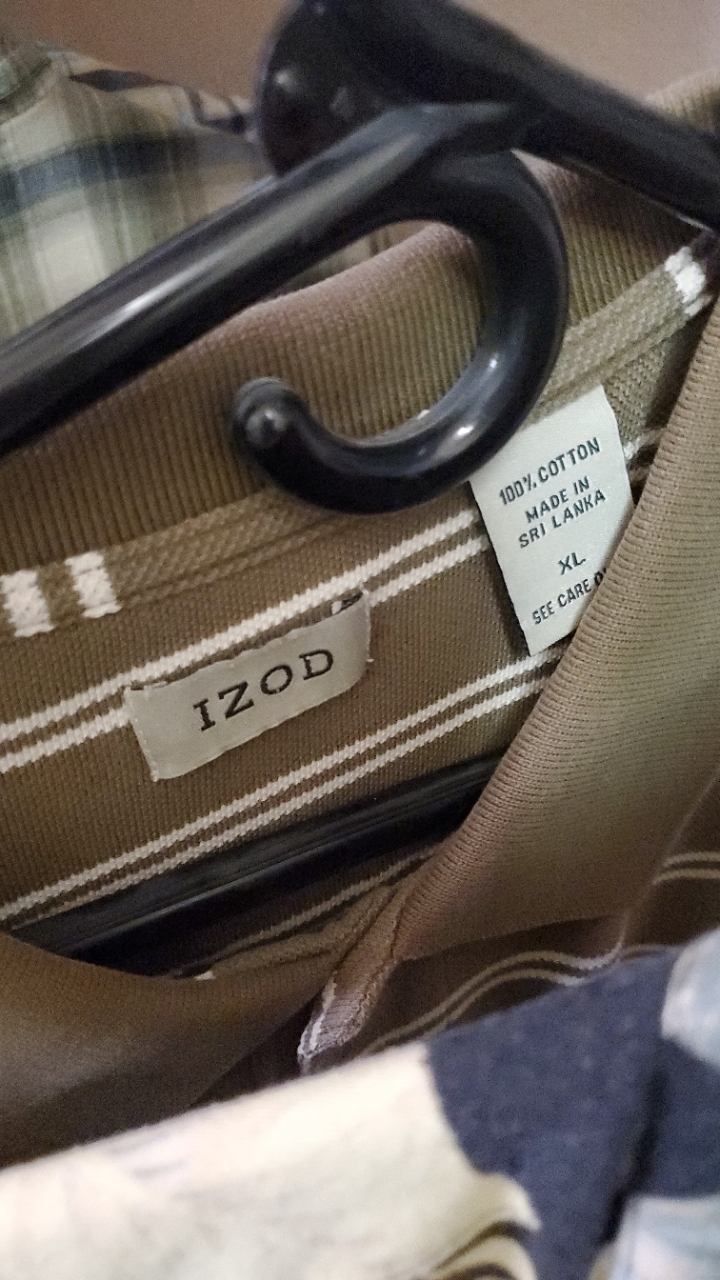 IZOD
100% COTTON
MADE IN
SRI LANKA
XL
SEE CARE